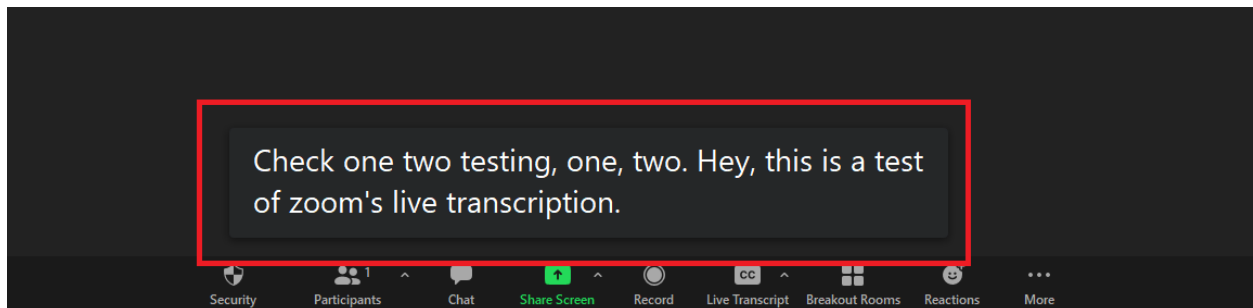 Check one two testing, one, two. Hey, this is a test
of zoom's live transcription.
1
CC
Security Participants Chat Share Screen Record Live Transcript Breakout Rooms Reactions More